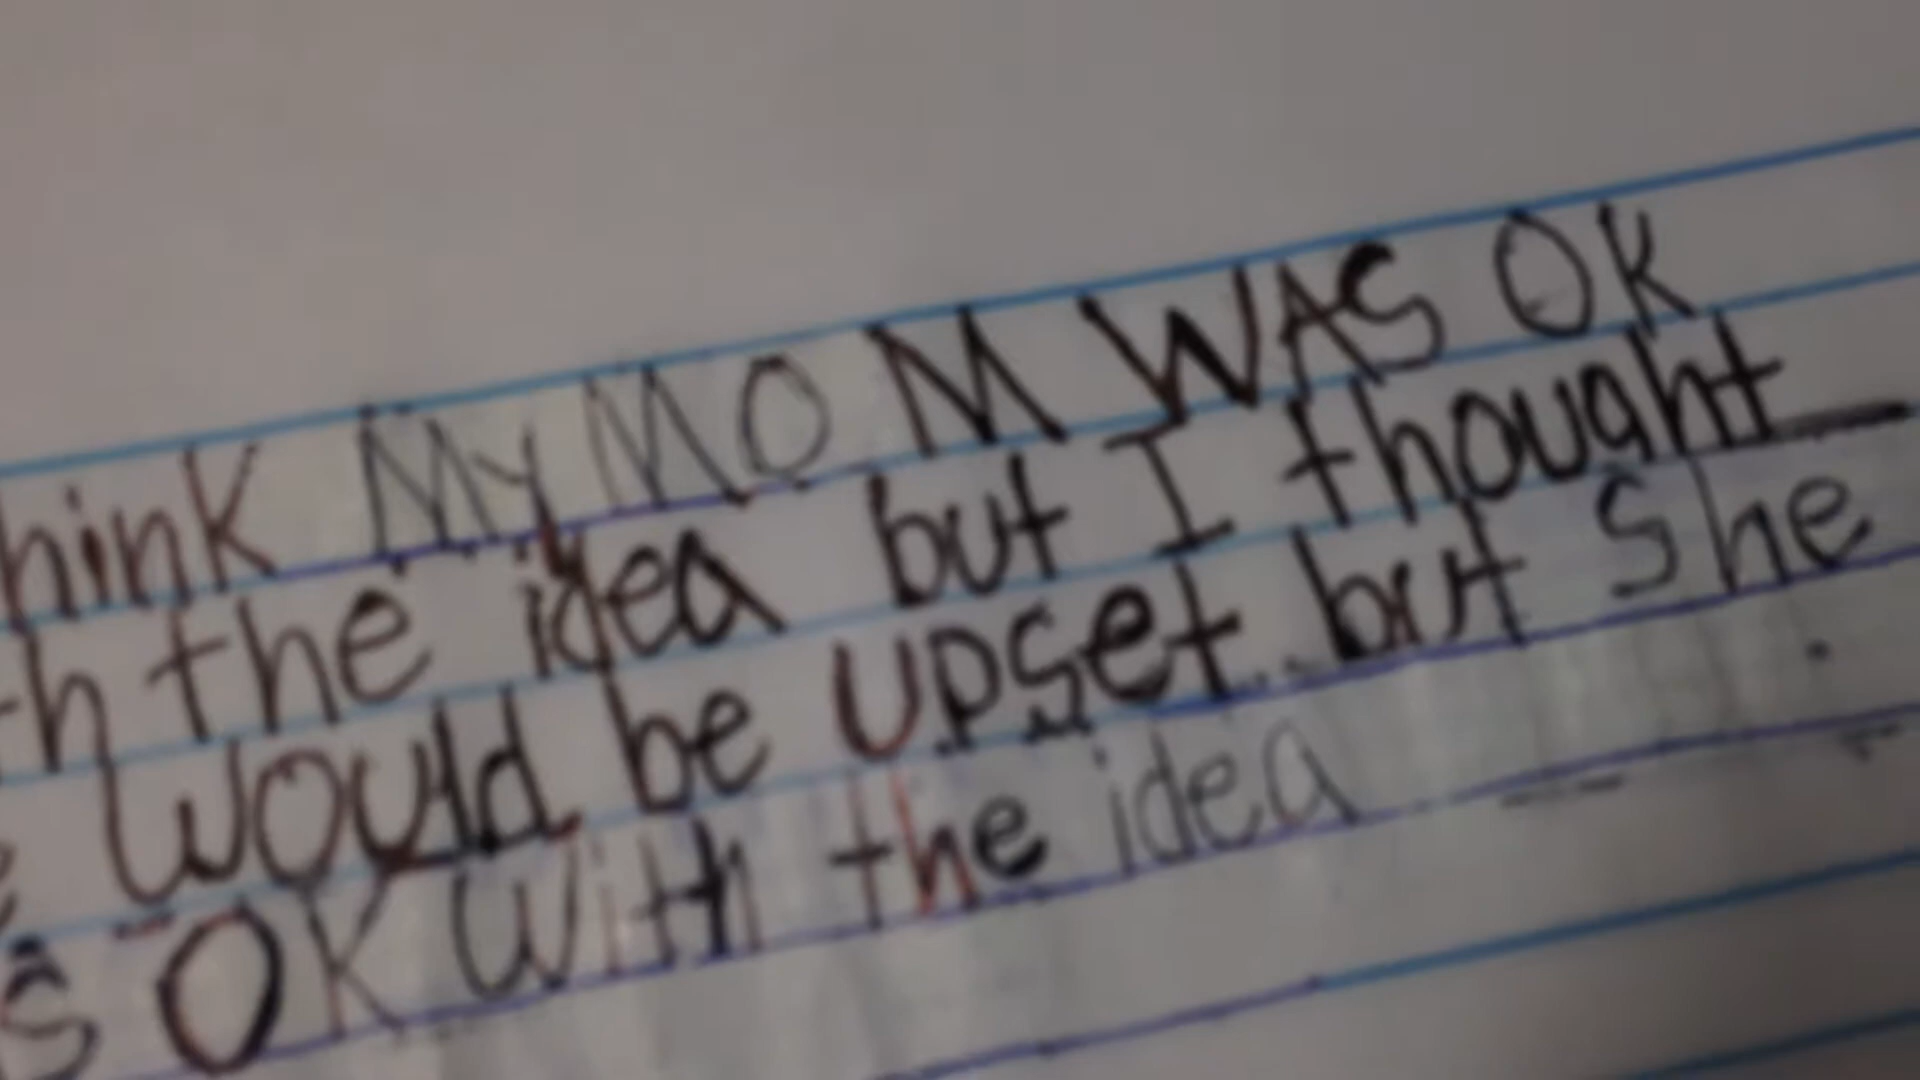 hink My MOM WAS OK
h the idea but I thought
would be upset but She
s OK With the idea